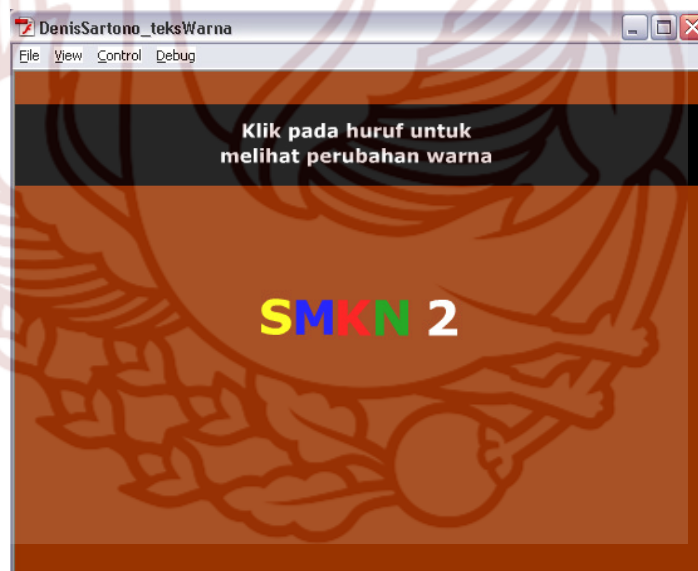 DenisSartono_teksWarna
File View Control Debug
Klik pada huruf untuk
melihat perubahan warna
SMKN 2